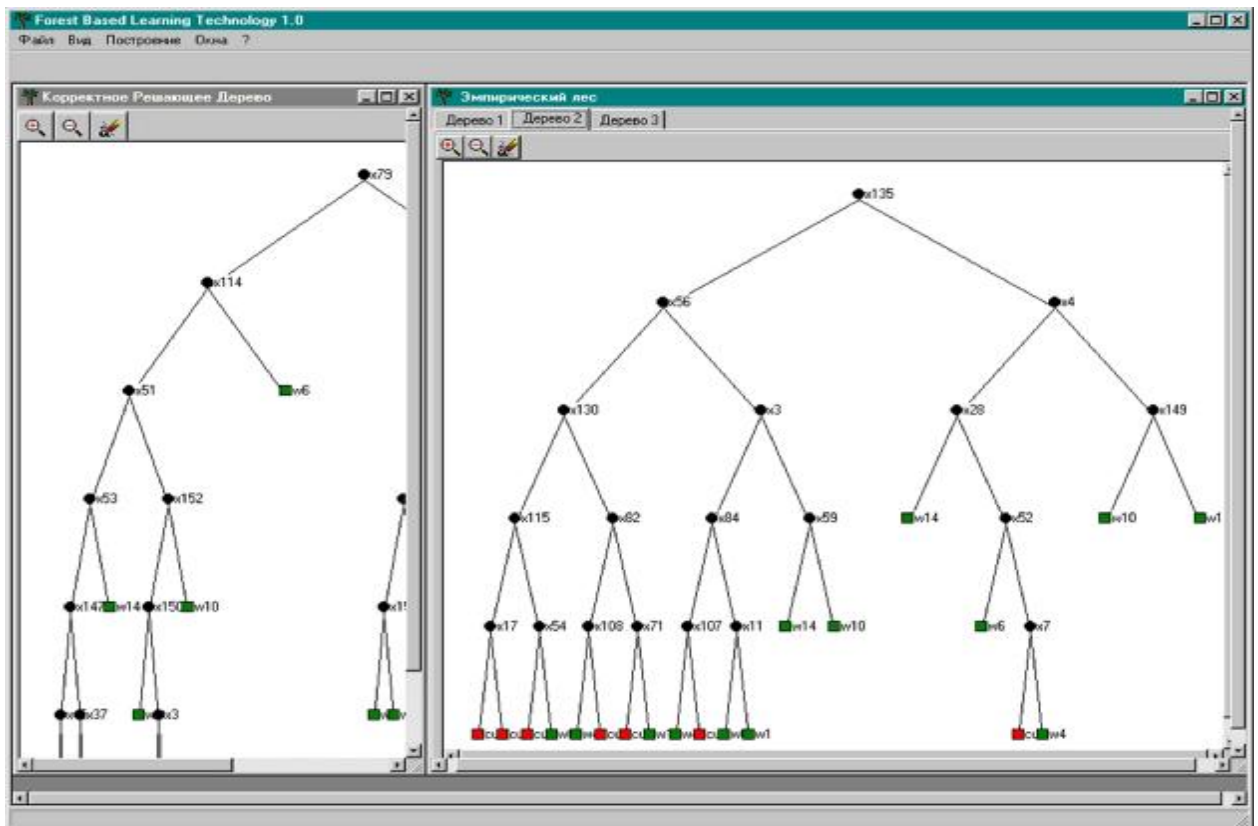 Forest Based Learning Technology 1.0
Файл Вид Построение Окна ?
Корректное Решающее Дерево
Эмпирический лес
Дерево 1 Дерево 2 Дерево 3
x79
x114
x51 w6
x53 x152
x147 w14 x150 w10
x37 x3
x135
x56 x4
x130 x3 x28 x149
x115 x82 x84 x59 w14 x52 w10 w1
x17 x54 x108 x71 x107 x11 w14 w10 w6 x7
w1 w4